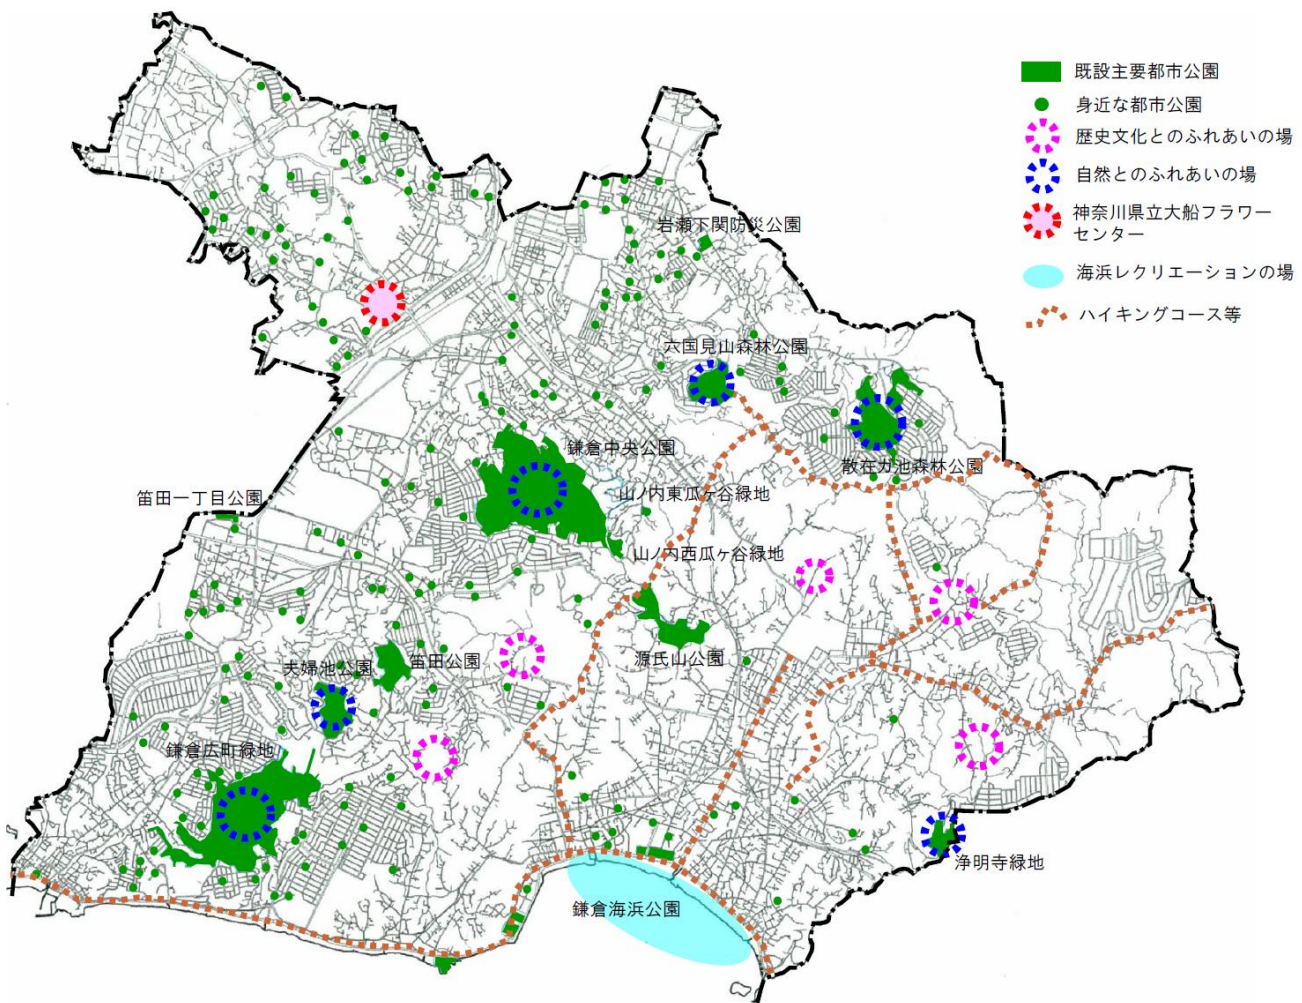 既設主要都市公園
身近な都市公園
歴史文化とのふれあいの場
自然とのふれあいの場
神奈川県立大船フラワー
センター
海浜レクリエーションの場
ハイキングコース等
岩瀬下関防災公園
六国見山森林公園
鎌倉中央公園
散在ガ池森林公園
笛田一丁目公園
山ノ内東瓜ヶ谷緑地
山ノ内西瓜ヶ谷緑地
源氏山公園
夫婦池公園
笛田公園
鎌倉広町緑地
浄明寺緑地
鎌倉海浜公園